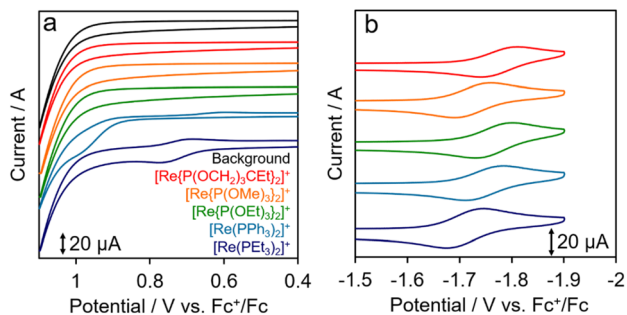 a
Current / A
Background
[Re{P(OCH₂)₃CEt}₂]⁺
[Re{P(OMe)₃}₂]⁺
[Re{P(OEt)₃}₂]⁺
[Re(PPh₃)₂]⁺
[Re(PEt₃)₂]⁺
20 µA
1 0.8 0.6 0.4
Potential / V vs. Fc⁺/Fc
b
Current / A
20 µA
-1.5 -1.6 -1.7 -1.8 -1.9 -2
Potential / V vs. Fc⁺/Fc